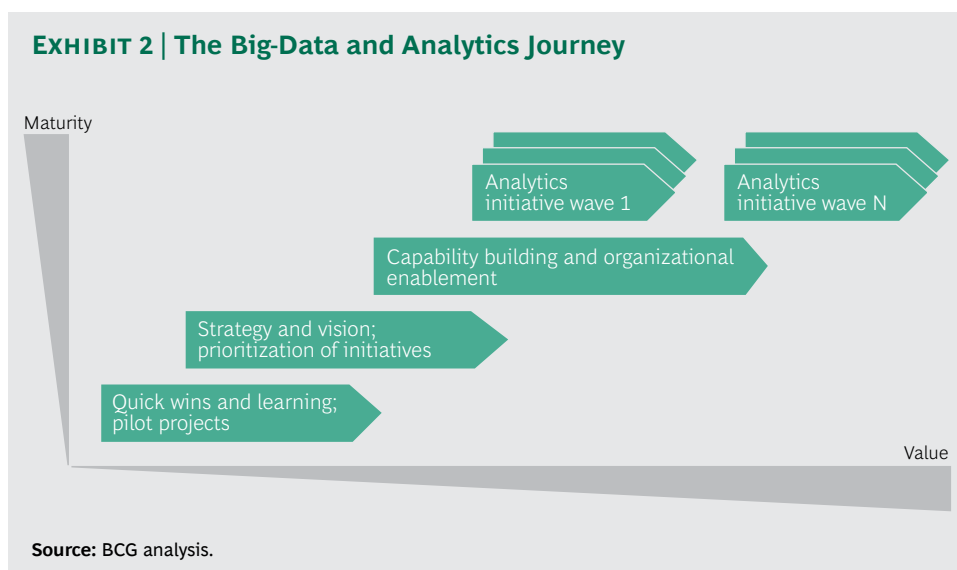 EXHIBIT 2 | The Big-Data and Analytics Journey
Maturity
Analytics
initiative wave 1
Analytics
initiative wave N
Capability building and organizational
enablement
Strategy and vision;
prioritization of initiatives
Quick wins and learning;
pilot projects
Value
Source: BCG analysis.